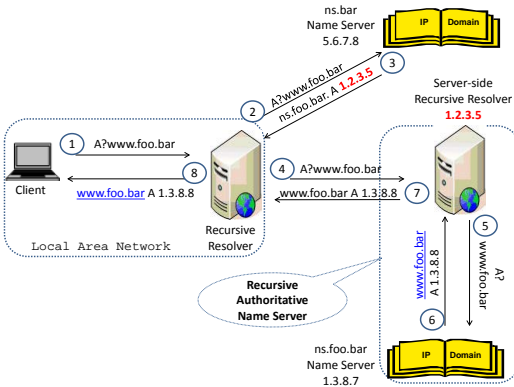 ns.bar
Name Server
5.6.7.8
IP Domain
3
2
A?www.foo.bar
ns.foo.bar. A 1.2.3.5
Server-side
Recursive Resolver
1.2.3.5
1
A?www.foo.bar
8
www.foo.bar A 1.3.8.8
Client
Local Area Network
Recursive
Resolver
4
A?www.foo.bar
www.foo.bar A 1.3.8.8
7
5
A?
www.foo.bar
www.foo.bar
A 1.3.8.8
6
Recursive
Authoritative
Name Server
ns.foo.bar
Name Server
1.3.8.7
IP Domain